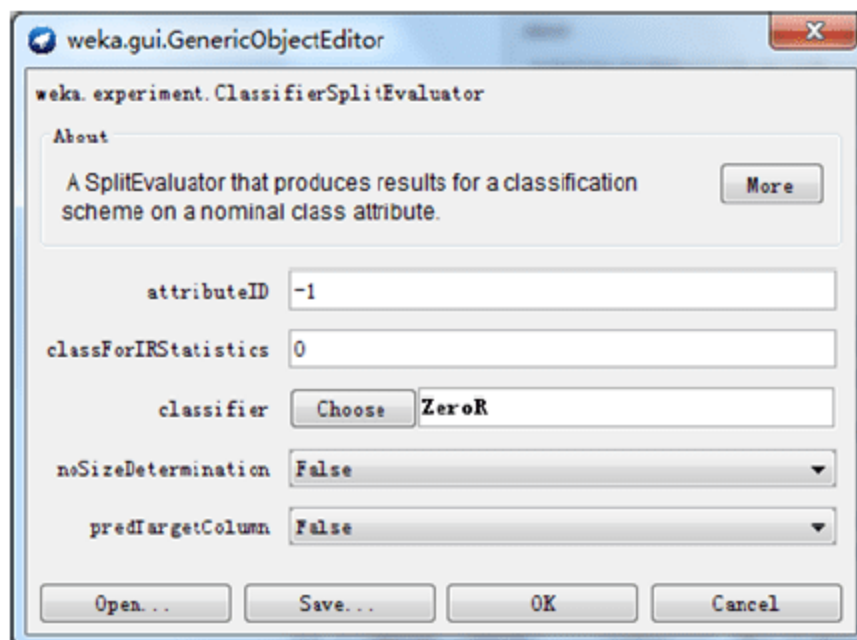 weka.gui.GenericObjectEditor
weka.experiment.ClassifierSplitEvaluator
About
A SplitEvaluator that produces results for a classification
scheme on a nominal class attribute.
More
attributeID -1
classForIRStatistics 0
classifier Choose ZeroR
noSizeDetermination False
predTargetColumn False
Open... Save... OK Cancel